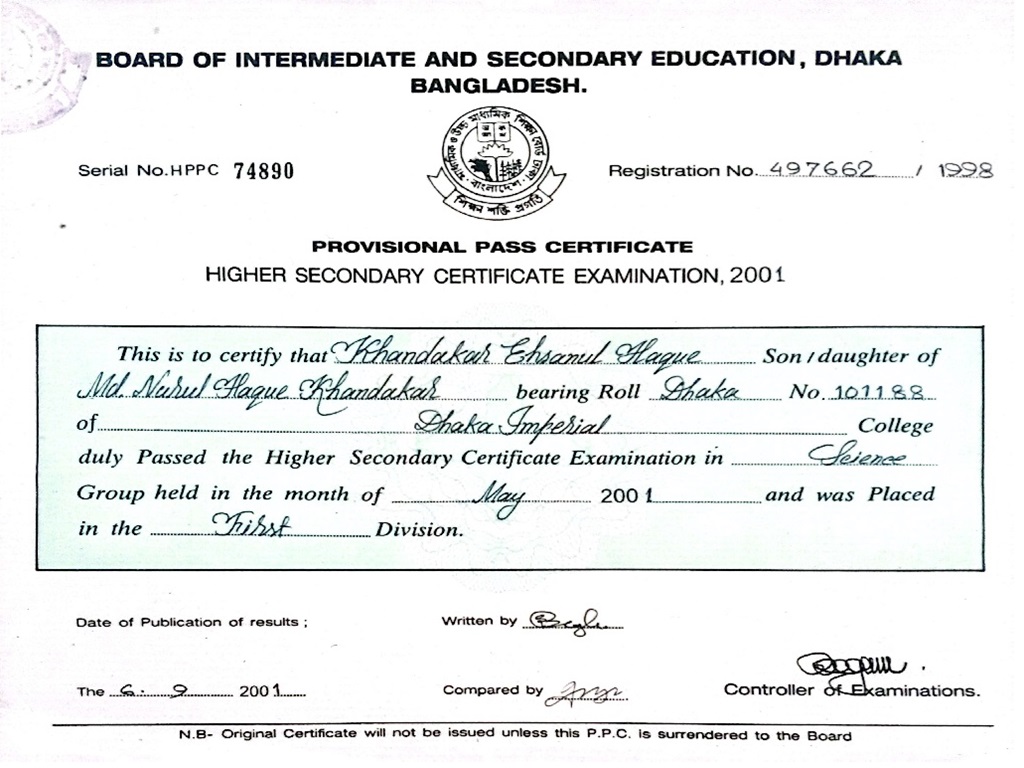 BOARD OF INTERMEDIATE AND SECONDARY EDUCATION, DHAKA
BANGLADESH.
মাধ্যমিক ও উচ্চ মাধ্যমিক শিক্ষা বোর্ড ঢাকা
বাংলাদেশ
Serial No.HPPC 74890
Registration No. 497662 / 1998
PROVISIONAL PASS CERTIFICATE
HIGHER SECONDARY CERTIFICATE EXAMINATION, 2001
This is to certify that Khandakar Ehsanul Haque Son/daughter of
Md. Nurul Haque Khandakar bearing Roll Dhaka No. 101188
of Dhaka Imperial College
duly Passed the Higher Secondary Certificate Examination in Science
Group held in the month of May 2001 and was Placed
in the First Division.
Date of Publication of results ;
Written by
The 6. 9 2001
Compared by
Controller of Examinations.
N.B- Original Certificate will not be issued unless this P.P.C. is surrendered to the Board